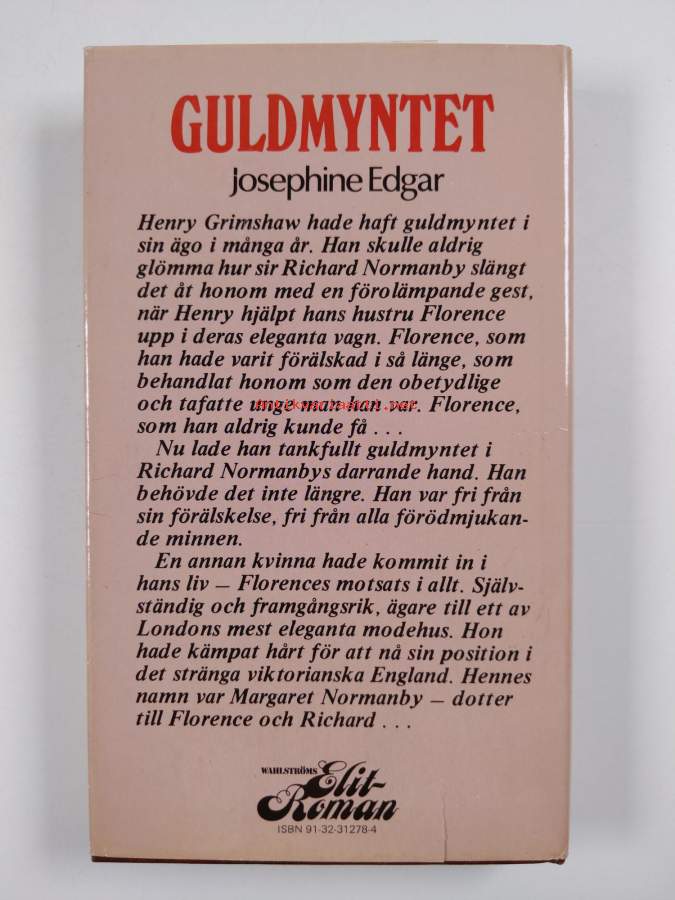 GULDMYNTET
Josephine Edgar
Henry Grimshaw hade haft guldmyntet i
sin ägo i många år. Han skulle aldrig
glömma hur sir Richard Normanby slängt
det åt honom med en förolämpande gest,
när Henry hjälpt hans hustru Florence
upp i deras eleganta vagn. Florence, som
han hade varit förälskad i så länge, som
behandlat honom som den obetydlige
och tafatte unge man han var. Florence,
som han aldrig kunde få . . .
Nu lade han tankfullt guldmyntet i
Richard Normanbys darrande hand. Han
behövde det inte längre. Han var fri från
sin förälskelse, fri från alla förödmjukan-
de minnen.
En annan kvinna hade kommit in i
hans liv — Florences motsats i allt. Själv-
ständig och framgångsrik, ägare till ett av
Londons mest eleganta modehus. Hon
hade kämpat hårt för att nå sin position i
det stränga viktorianska England. Hennes
namn var Margaret Normanby — dotter
till Florence och Richard . . .
WAHLSTRÖMS Elit-
Roman
ISBN 91-32-31278-4